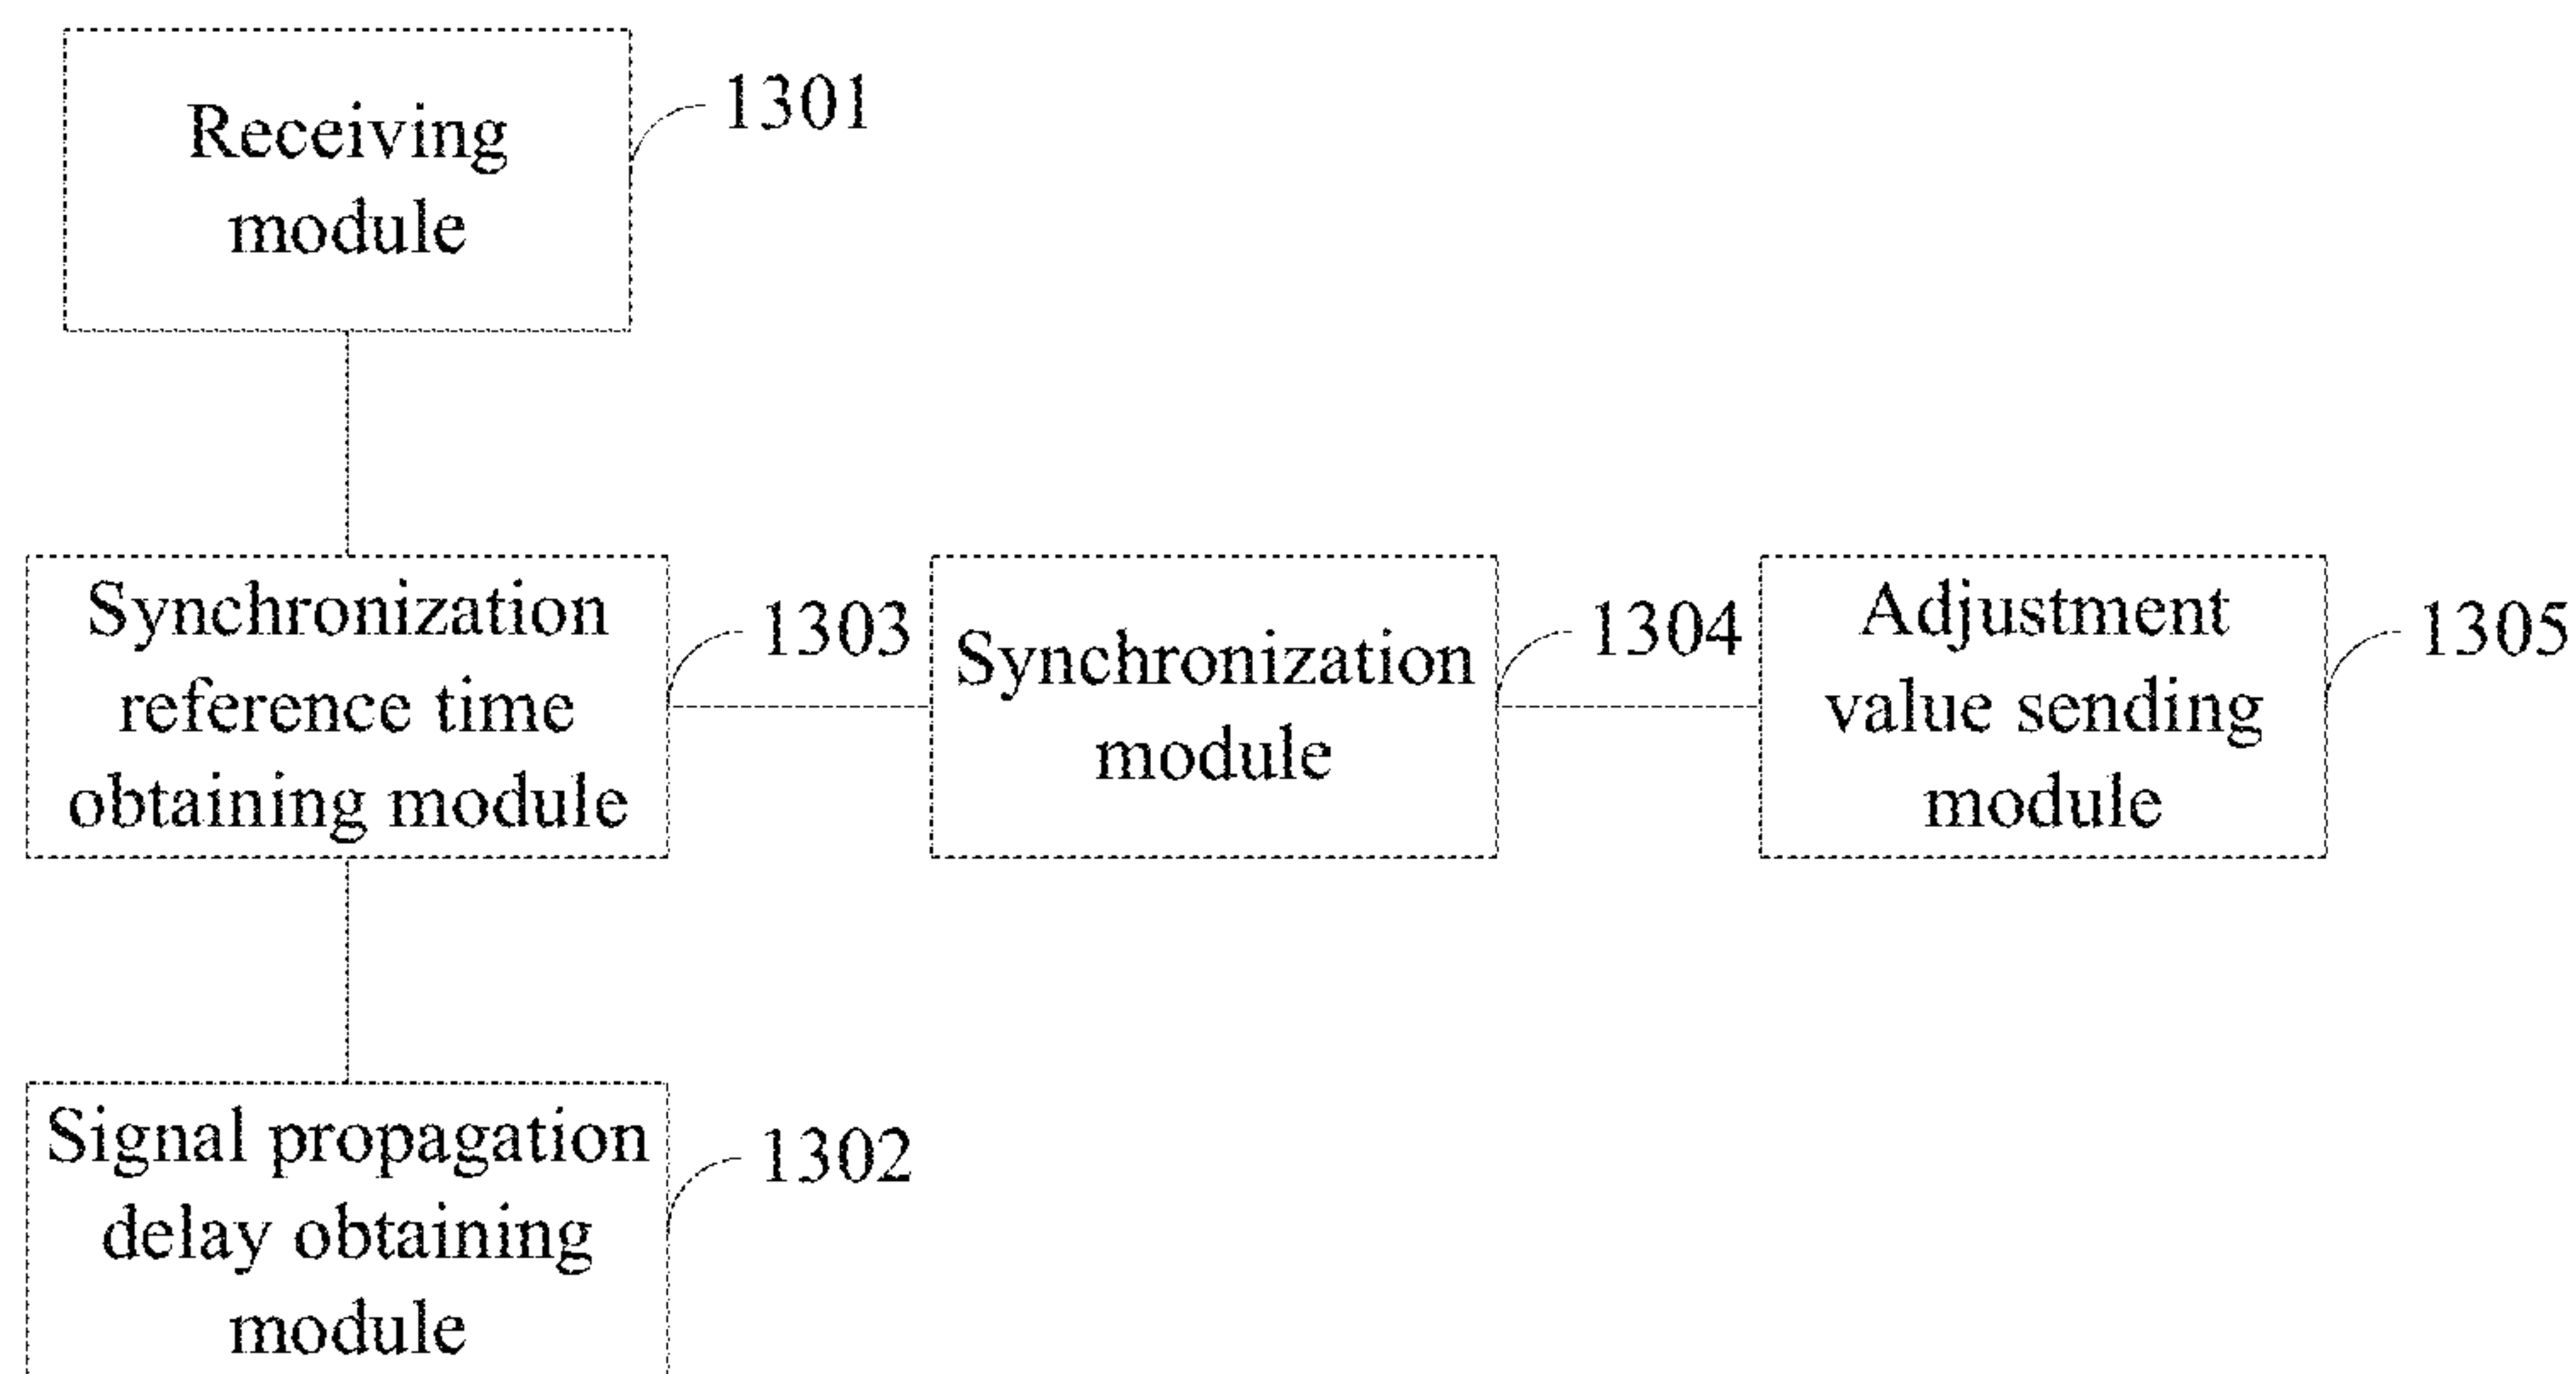 Receiving
module
1301
Synchronization
reference time
obtaining module
1303
Synchronization
module
1304
Adjustment
value sending
module
1305
Signal propagation
delay obtaining
module
1302